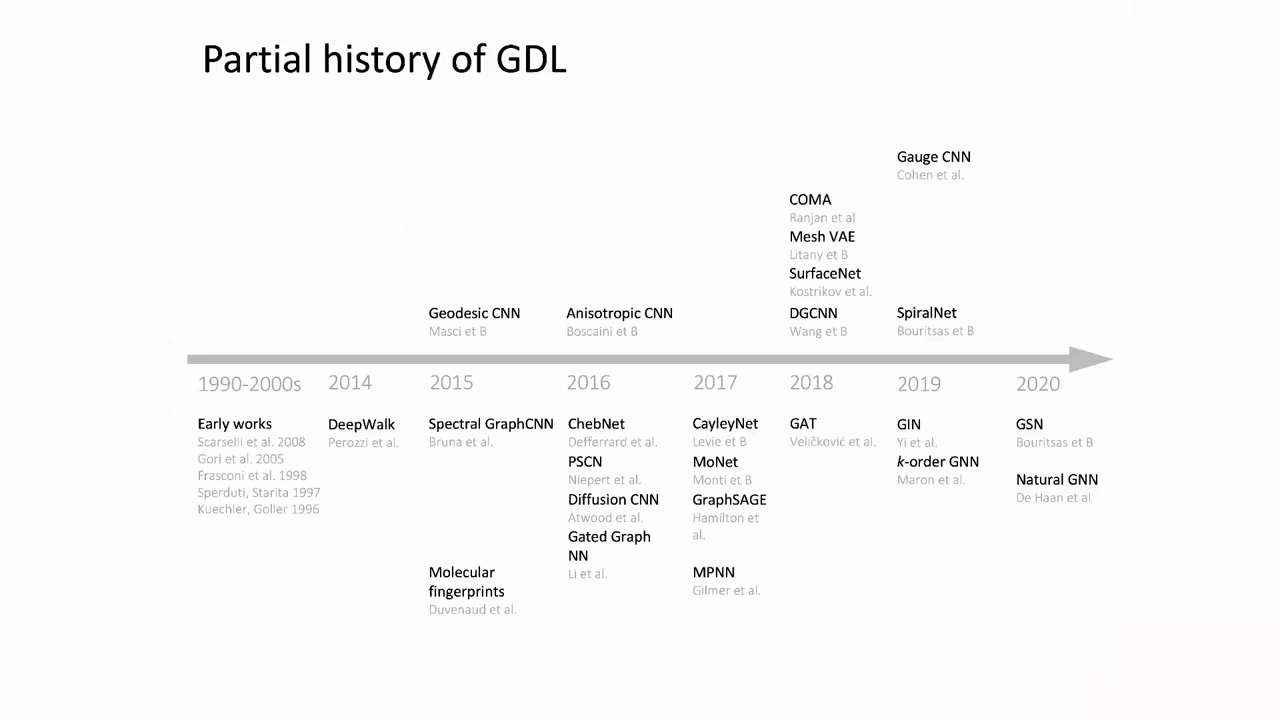 Partial history of GDL
Gauge CNN
Cohen et al.
COMA
Ranjan et al
Mesh VAE
Litany et B
SurfaceNet
Kostrikov et al.
Geodesic CNN
Masci et B
Anisotropic CNN
Boscaini et B
DGCNN
Wang et B
SpiralNet
Bouritsas et B
1990-2000s
2014
2015
2016
2017
2018
2019
2020
Early works
Scarselli et al. 2008
Gori et al. 2005
Frasconi et al. 1998
Sperduti, Starita 1997
Kuechler, Goller 1996
DeepWalk
Perozzi et al.
Spectral GraphCNN
Bruna et al.
Molecular
fingerprints
Duvenaud et al.
ChebNet
Defferrard et al.
PSCN
Niepert et al.
Diffusion CNN
Atwood et al.
Gated Graph
NN
Li et al.
CayleyNet
Levie et B
MoNet
Monti et B
GraphSAGE
Hamilton et
al.
MPNN
Gilmer et al.
GAT
Veličković et al.
GIN
Yi et al.
k-order GNN
Maron et al.
GSN
Bouritsas et B
Natural GNN
De Haan et al